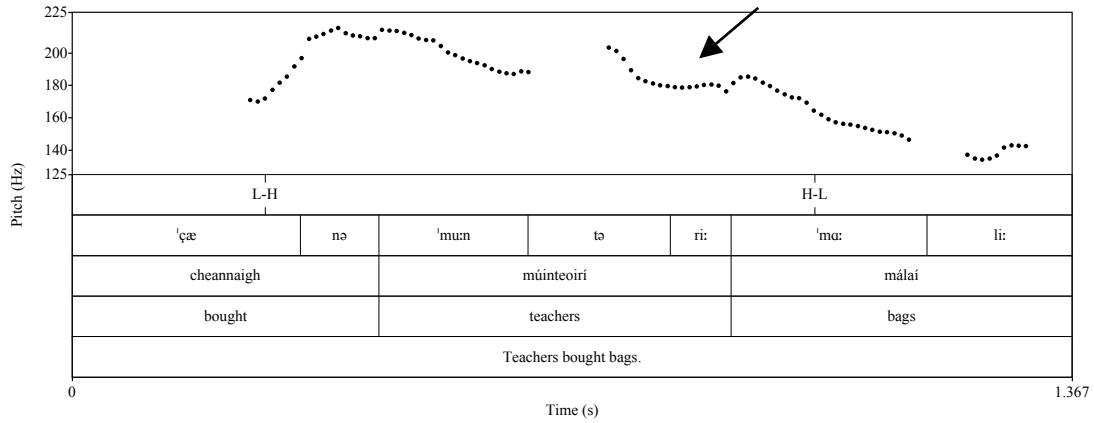 225
200
180
160
140
125
Pitch (Hz)
L-H H-L
ˈçæ nə ˈmuːn tə riː ˈmɑː liː
cheannaigh múinteoirí málaí
bought teachers bags
Teachers bought bags.
0 1.367
Time (s)